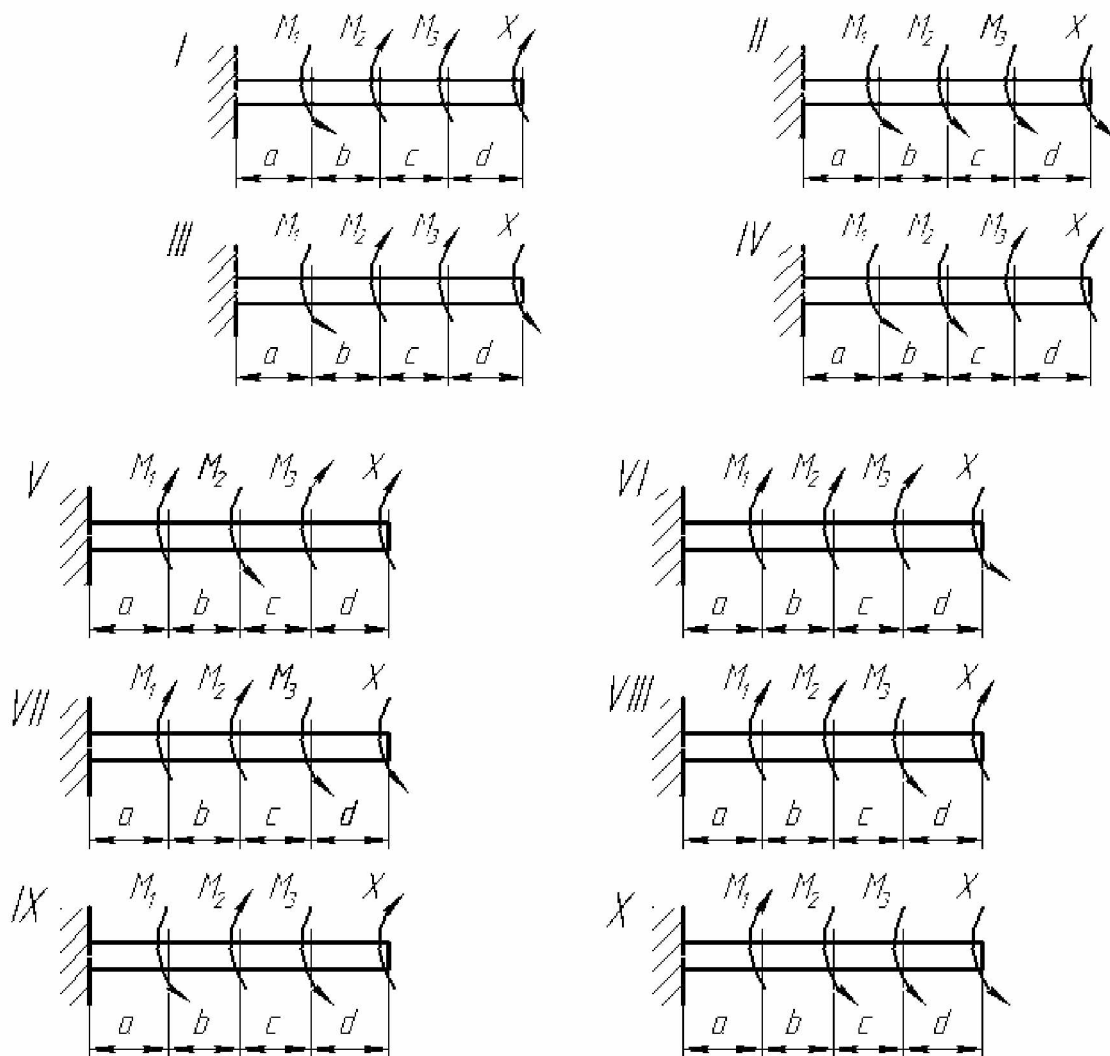 I M₁ M₂ M₃ X
a b c d
II M₁ M₂ M₃ X
a b c d
III M₁ M₂ M₃ X
a b c d
IV M₁ M₂ M₃ X
a b c d
V M₁ M₂ M₃ X
a b c d
VI M₁ M₂ M₃ X
a b c d
VII M₁ M₂ M₃ X
a b c d
VIII M₁ M₂ M₃ X
a b c d
IX M₁ M₂ M₃ X
a b c d
X M₁ M₂ M₃ X
a b c d